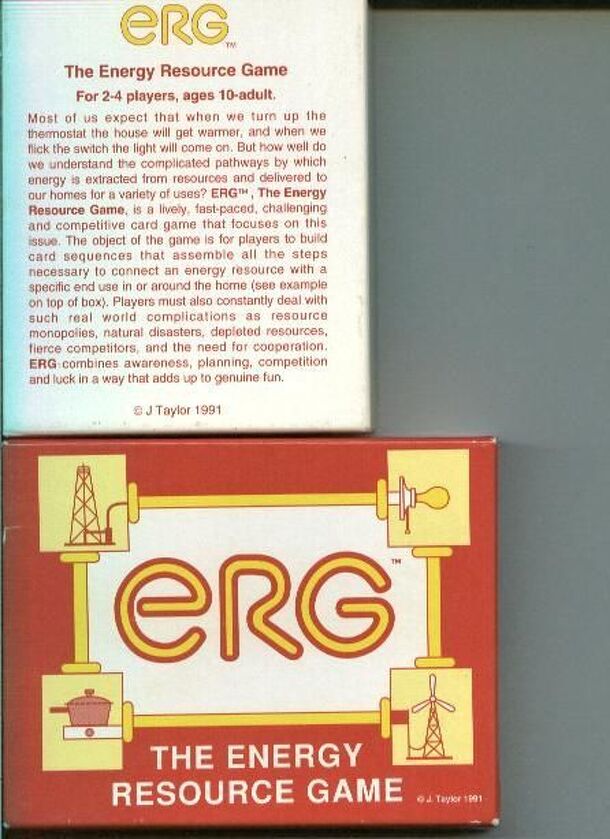 eRG™
The Energy Resource Game
For 2-4 players, ages 10-adult.
Most of us expect that when we turn up the
thermostat the house will get warmer, and when we
flick the switch the light will come on. But how well do
we understand the complicated pathways by which
energy is extracted from resources and delivered to
our homes for a variety of uses? ERG™, The Energy
Resource Game, is a lively, fast-paced, challenging
and competitive card game that focuses on this
issue. The object of the game is for players to build
card sequences that assemble all the steps
necessary to connect an energy resource with a
specific end use in or around the home (see example
on top of box). Players must also constantly deal with
such real world complications as resource
monopolies, natural disasters, depleted resources,
fierce competitors, and the need for cooperation.
ERG combines awareness, planning, competition
and luck in a way that adds up to genuine fun.
© J Taylor 1991
eRG™
THE ENERGY
RESOURCE GAME
© J. Taylor 1991